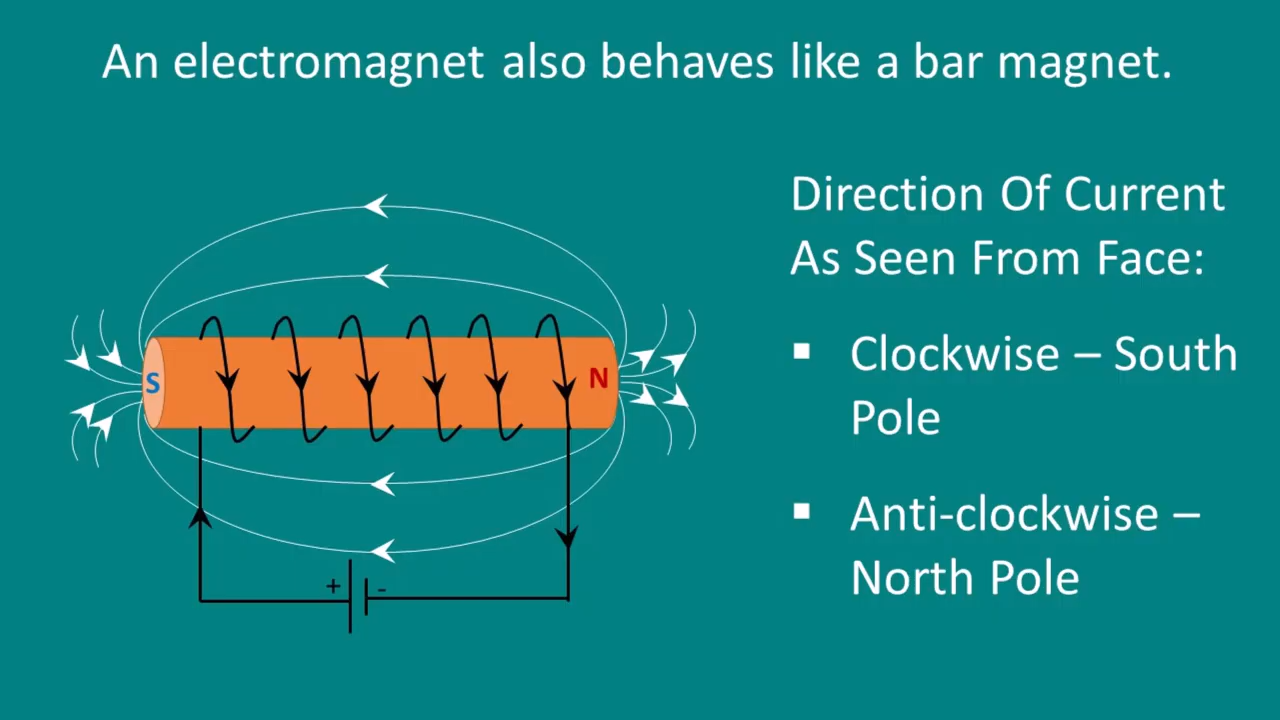 An electromagnet also behaves like a bar magnet.
Direction Of Current
As Seen From Face:
▪ Clockwise – South
Pole
▪ Anti-clockwise –
North Pole
S
N
+ -